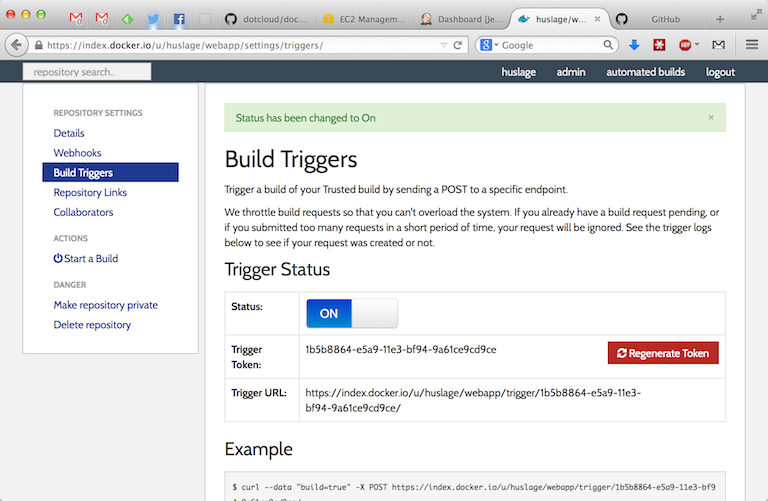 dotcloud/doc...
EC2 Managem...
Dashboard [Je...
huslage/w...
GitHub
https://index.docker.io/u/huslage/webapp/settings/triggers/
Google
ABP
repository search..
huslage admin automated builds logout
REPOSITORY SETTINGS
Details
Webhooks
Build Triggers
Repository Links
Collaborators
ACTIONS
Start a Build
DANGER
Make repository private
Delete repository
Status has been changed to On ×
Build Triggers
Trigger a build of your Trusted build by sending a POST to a specific endpoint.
We throttle build requests so that you can't overload the system. If you already have a build request pending, or
if you submitted too many requests in a short period of time, your request will be ignored. See the trigger logs
below to see if your request was created or not.
Trigger Status
Status: ON
Trigger
Token:
1b5b8864-e5a9-11e3-bf94-9a61ce9cd9ce
Regenerate Token
Trigger URL: https://index.docker.io/u/huslage/webapp/trigger/1b5b8864-e5a9-11e3-
bf94-9a61ce9cd9ce/
Example
$ curl --data "build=true" -X POST https://index.docker.io/u/huslage/webapp/trigger/1b5b8864-e5a9-11e3-bf9